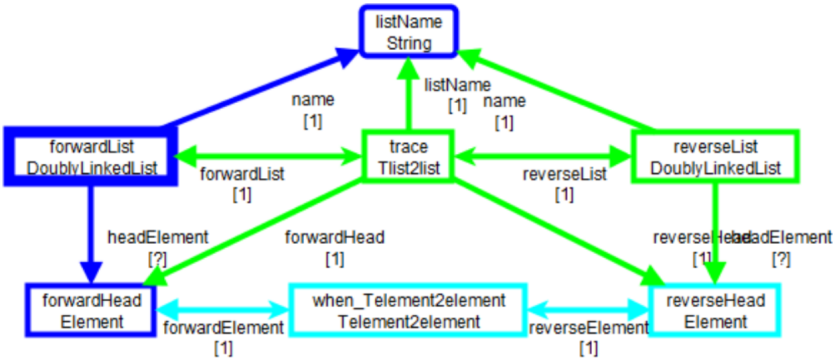 listName
String
name
[1]
listName
[1]
name
[1]
forwardList
DoublyLinkedList
trace
Tlist2list
reverseList
DoublyLinkedList
forwardList
[1]
reverseList
[1]
headElement
[?]
forwardHead
[1]
reverseHead
[1]
headElement
[?]
forwardHead
Element
when_Telement2element
Telement2element
reverseHead
Element
forwardElement
[1]
reverseElement
[1]